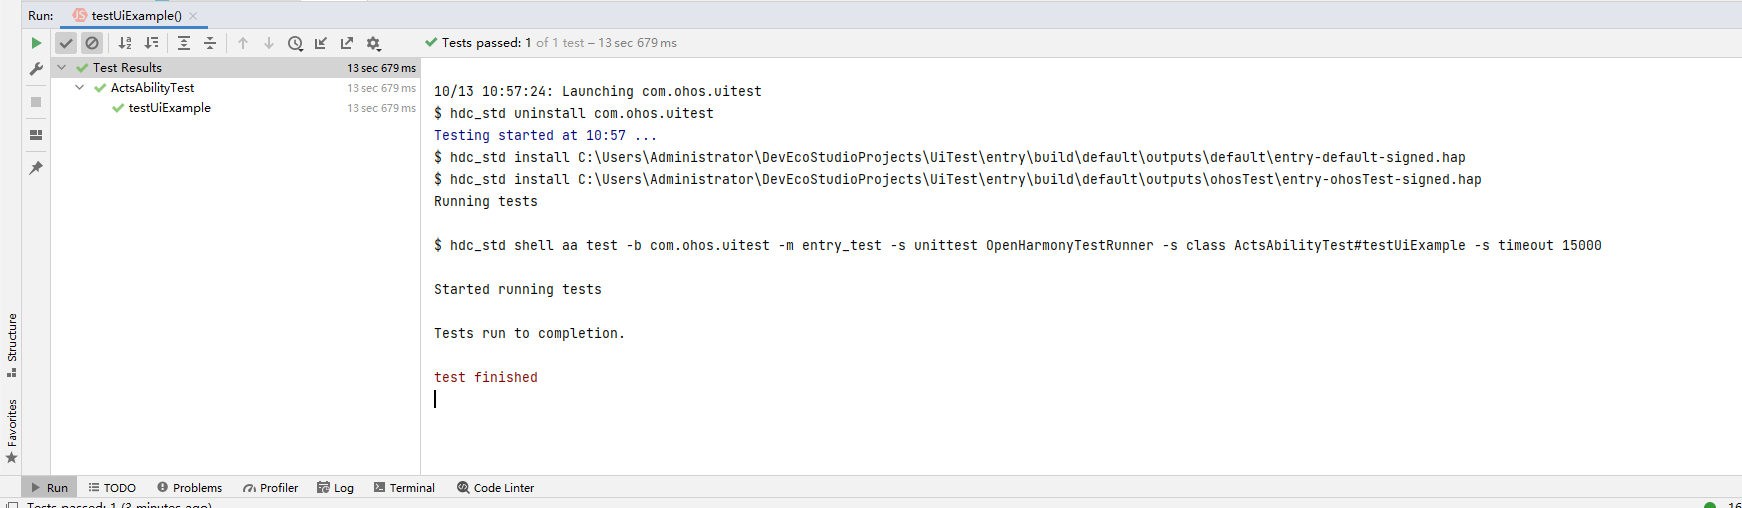 Run: JS testUiExample()
Tests passed: 1 of 1 test – 13 sec 679 ms
Test Results 13 sec 679 ms
ActsAbilityTest 13 sec 679 ms
testUiExample 13 sec 679 ms
10/13 10:57:24: Launching com.ohos.uitest
$ hdc_std uninstall com.ohos.uitest
Testing started at 10:57 ...
$ hdc_std install C:\Users\Administrator\DevEcoStudioProjects\UiTest\entry\build\default\outputs\default\entry-default-signed.hap
$ hdc_std install C:\Users\Administrator\DevEcoStudioProjects\UiTest\entry\build\default\outputs\ohosTest\entry-ohosTest-signed.hap
Running tests
$ hdc_std shell aa test -b com.ohos.uitest -m entry_test -s unittest OpenHarmonyTestRunner -s class ActsAbilityTest#testUiExample -s timeout 15000
Started running tests
Tests run to completion.
test finished
Structure
Favorites
Run TODO Problems Profiler Log Terminal Code Linter
Tests passed: 1 (3 minutes ago)